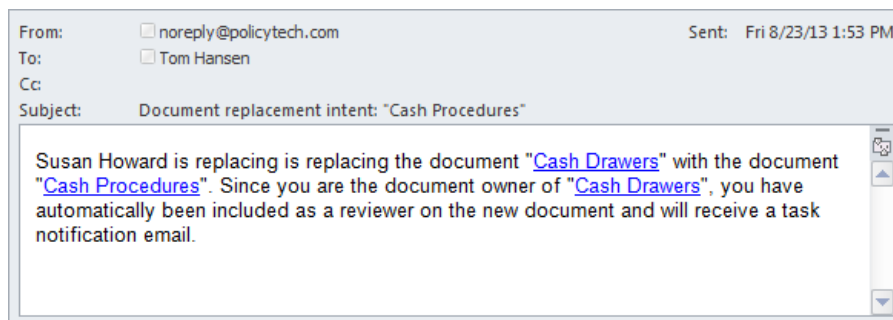 From: noreply@policytech.com Sent: Fri 8/23/13 1:53 PM
To: Tom Hansen
Cc:
Subject: Document replacement intent: "Cash Procedures"
Susan Howard is replacing is replacing the document "Cash Drawers" with the document
"Cash Procedures". Since you are the document owner of "Cash Drawers", you have
automatically been included as a reviewer on the new document and will receive a task
notification email.